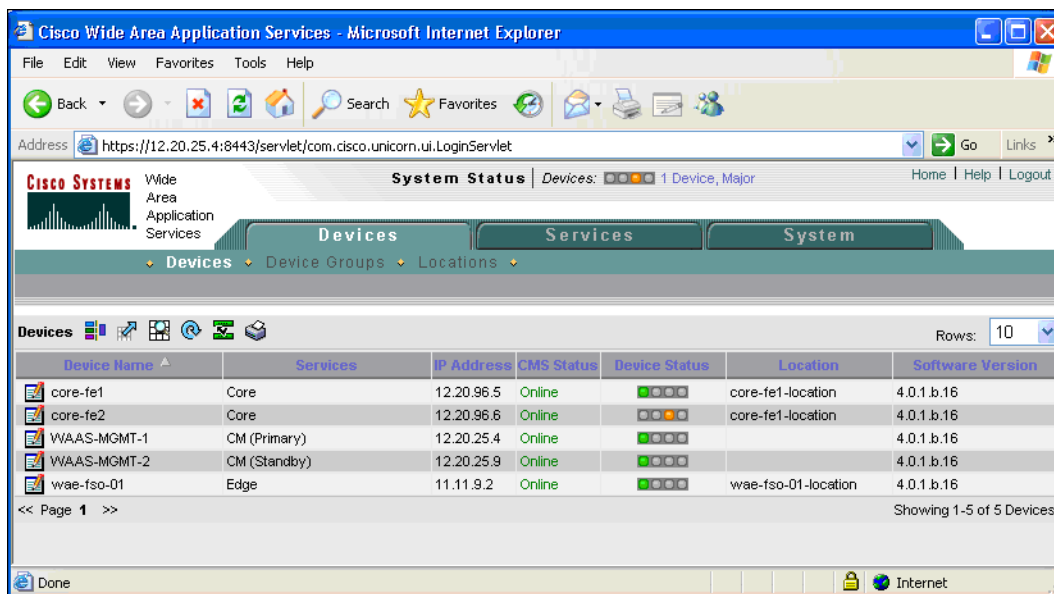 Cisco Wide Area Application Services - Microsoft Internet Explorer
File Edit View Favorites Tools Help
Back Search Favorites
Address https://12.20.25.4:8443/servlet/com.cisco.unicorn.ui.LoginServlet Go Links »
CISCO SYSTEMS Wide Area Application Services
System Status Devices: 1 Device, Major Home | Help | Logout
Devices Services System
Devices Device Groups Locations
Devices Rows: 10
Device Name Services IP Address CMS Status Device Status Location Software Version
core-fe1 Core 12.20.96.5 Online core-fe1-location 4.0.1.b.16
core-fe2 Core 12.20.96.6 Online core-fe1-location 4.0.1.b.16
WAAS-MGMT-1 CM (Primary) 12.20.25.4 Online 4.0.1.b.16
WAAS-MGMT-2 CM (Standby) 12.20.25.9 Online 4.0.1.b.16
wae-fso-01 Edge 11.11.9.2 Online wae-fso-01-location 4.0.1.b.16
<< Page 1 >> Showing 1-5 of 5 Devices
Done Internet